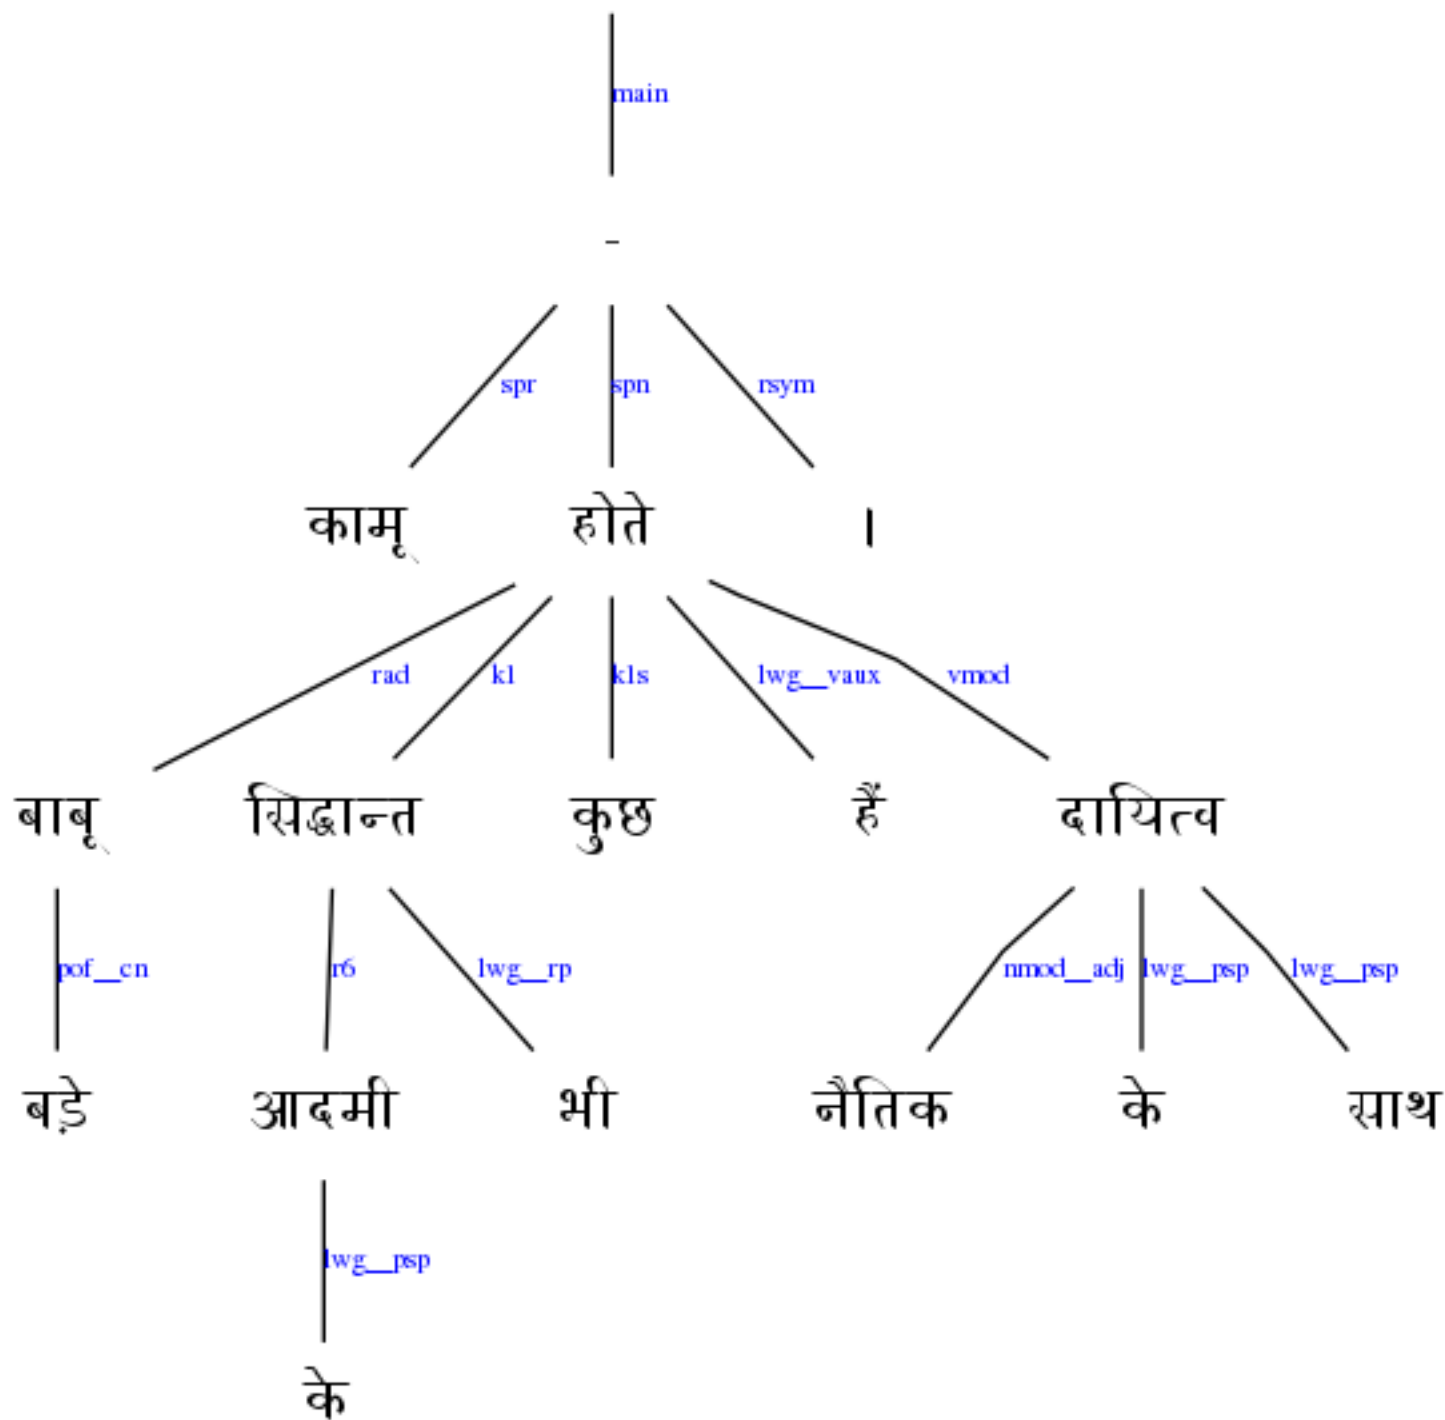 main
-
spr spn rsym
कामू होते ।
rad k1 k1s lwg__vaux vmod
बाबू सिद्धान्त कुछ हैं दायित्व
pof__cn r6 lwg__rp nmod__adj lwg__psp lwg__psp
बड़े आदमी भी नैतिक के साथ
lwg__psp
के